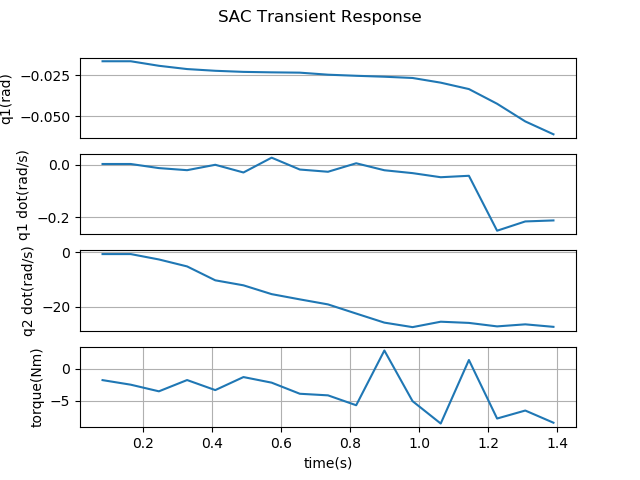 SAC Transient Response
q1(rad)
−0.025
−0.050
q1 dot(rad/s)
0.0
−0.2
q2 dot(rad/s)
0
−20
torque(Nm)
0
−5
0.2 0.4 0.6 0.8 1.0 1.2 1.4
time(s)